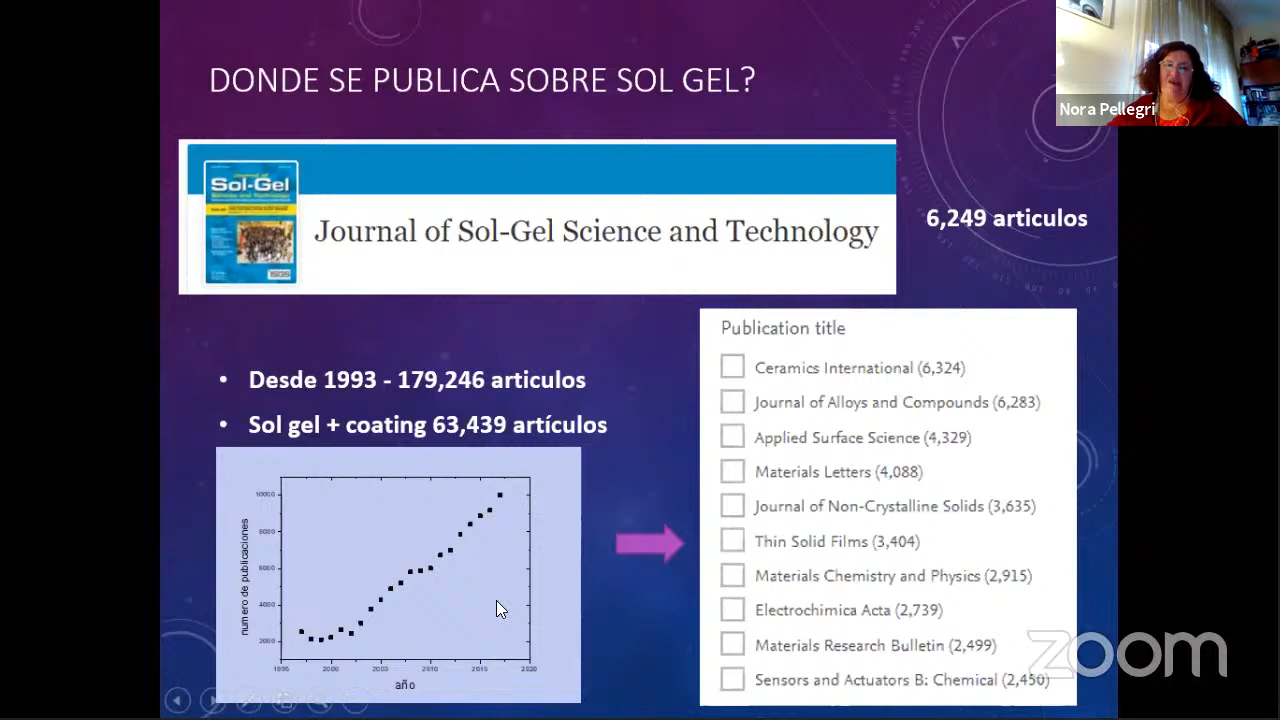 DONDE SE PUBLICA SOBRE SOL GEL?
Nora Pellegri
Journal of
Sol-Gel
Journal of Sol-Gel Science and Technology
6,249 articulos
• Desde 1993 - 179,246 articulos
• Sol gel + coating 63,439 artículos
numero de publicaciones
10000
8000
6000
4000
2000
1995 2000 2005 2010 2015 2020
año
Publication title
Ceramics International (6,324)
Journal of Alloys and Compounds (6,283)
Applied Surface Science (4,329)
Materials Letters (4,088)
Journal of Non-Crystalline Solids (3,635)
Thin Solid Films (3,404)
Materials Chemistry and Physics (2,915)
Electrochimica Acta (2,739)
Materials Research Bulletin (2,499)
Sensors and Actuators B: Chemical (2,450)
zoom